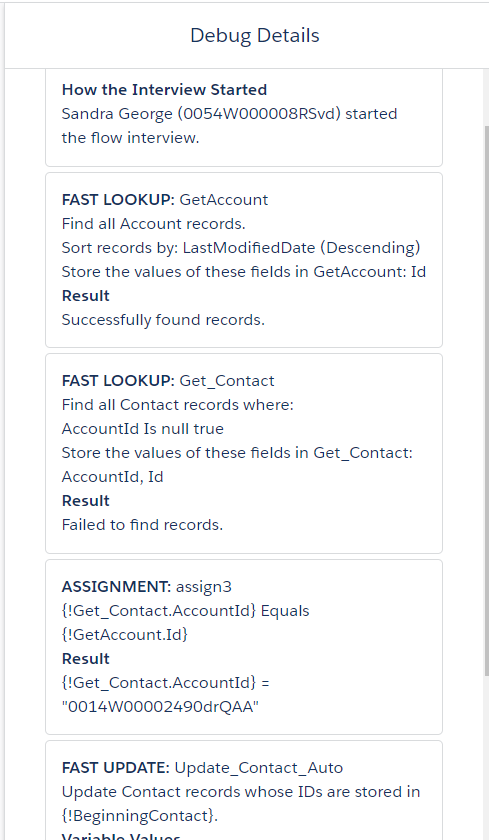 Debug Details
How the Interview Started
Sandra George (0054W000008RSvd) started
the flow interview.
FAST LOOKUP: GetAccount
Find all Account records.
Sort records by: LastModifiedDate (Descending)
Store the values of these fields in GetAccount: Id
Result
Successfully found records.
FAST LOOKUP: Get_Contact
Find all Contact records where:
AccountId Is null true
Store the values of these fields in Get_Contact:
AccountId, Id
Result
Failed to find records.
ASSIGNMENT: assign3
{!Get_Contact.AccountId} Equals
{!GetAccount.Id}
Result
{!Get_Contact.AccountId} =
"0014W00002490drQAA"
FAST UPDATE: Update_Contact_Auto
Update Contact records whose IDs are stored in
{!BeginningContact}.
Variable Values